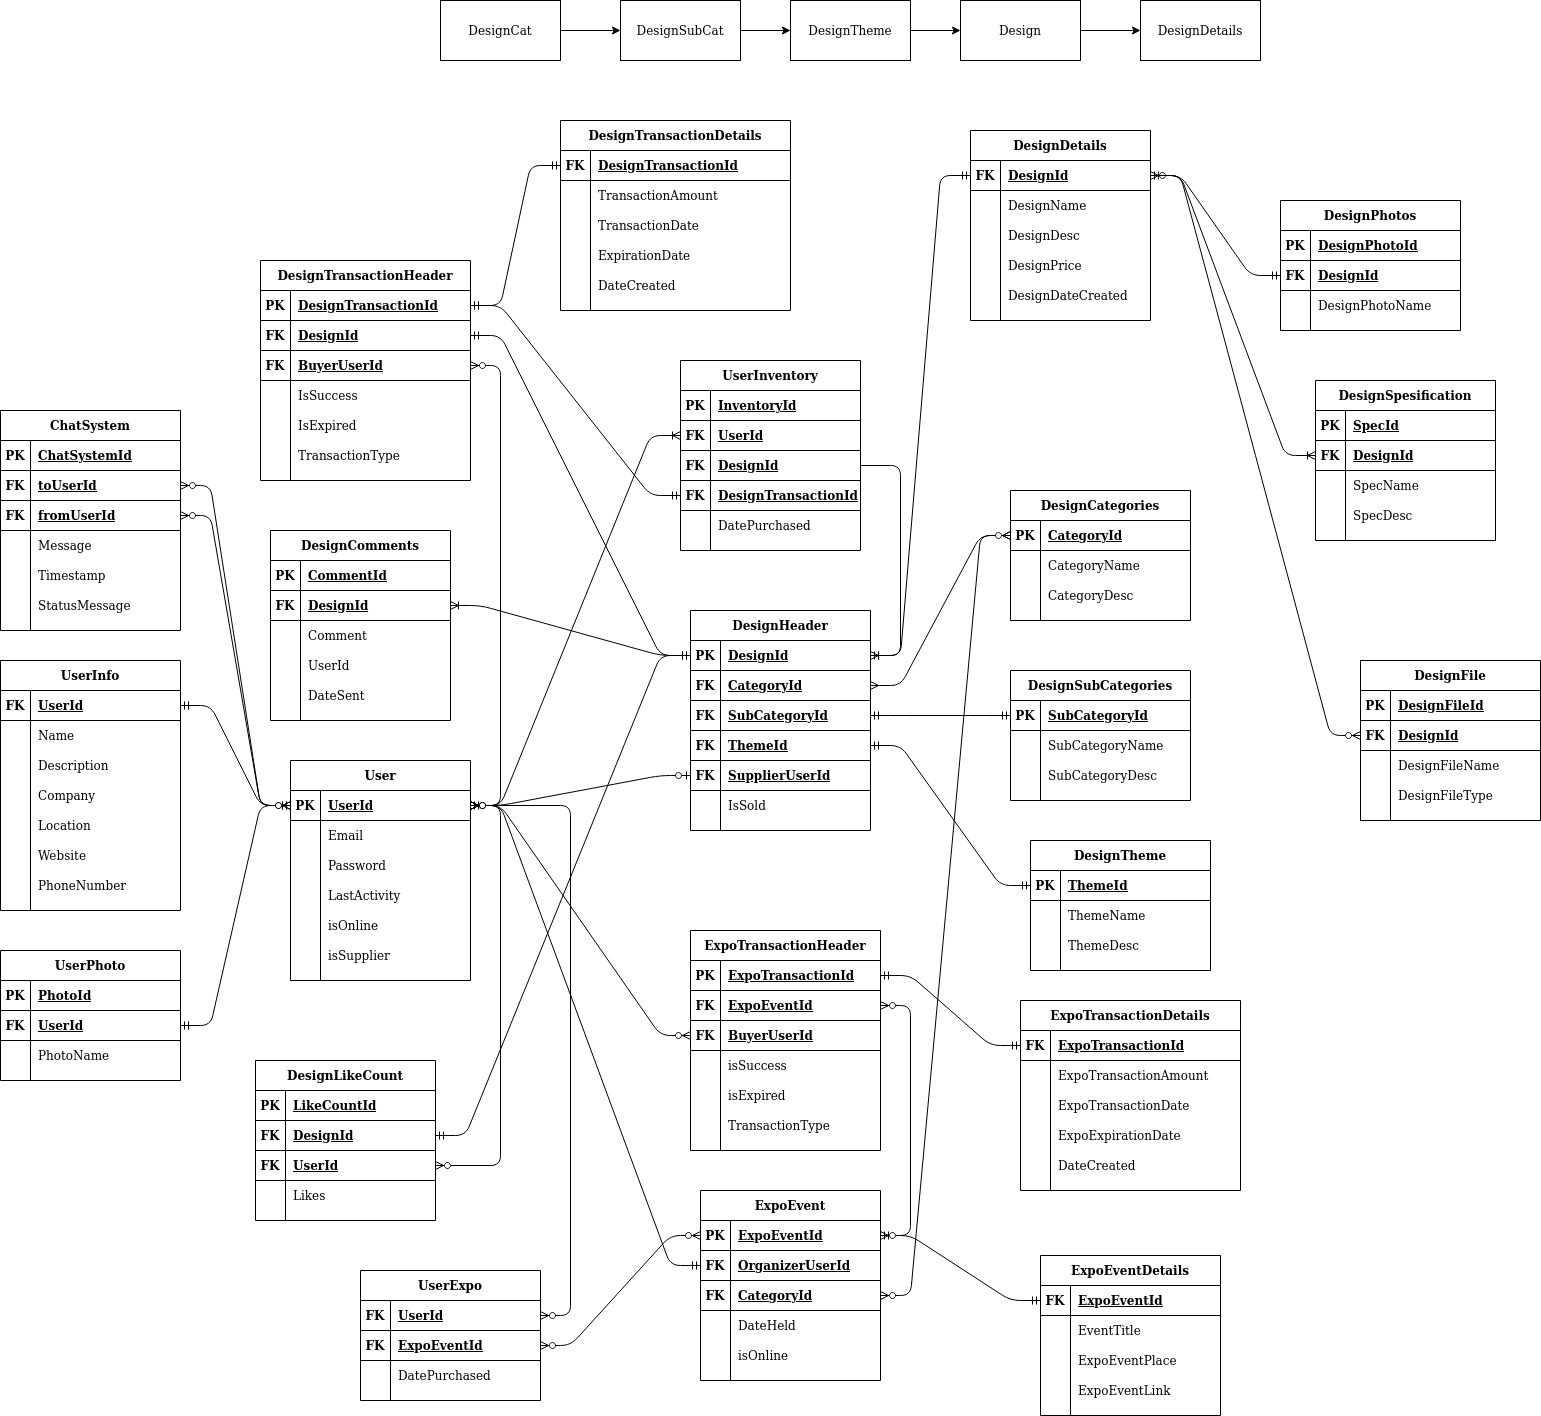 DesignCat
DesignSubCat
DesignTheme
Design
DesignDetails
DesignTransactionDetails
FK DesignTransactionId
TransactionAmount
TransactionDate
ExpirationDate
DateCreated
DesignDetails
FK DesignId
DesignName
DesignDesc
DesignPrice
DesignDateCreated
DesignPhotos
PK DesignPhotoId
FK DesignId
DesignPhotoName
DesignTransactionHeader
PK DesignTransactionId
FK DesignId
FK BuyerUserId
IsSuccess
IsExpired
TransactionType
UserInventory
PK InventoryId
FK UserId
FK DesignId
FK DesignTransactionId
DatePurchased
DesignSpesification
PK SpecId
FK DesignId
SpecName
SpecDesc
ChatSystem
PK ChatSystemId
FK toUserId
FK fromUserId
Message
Timestamp
StatusMessage
DesignComments
PK CommentId
FK DesignId
Comment
UserId
DateSent
DesignCategories
PK CategoryId
CategoryName
CategoryDesc
DesignHeader
PK DesignId
FK CategoryId
FK SubCategoryId
FK ThemeId
FK SupplierUserId
IsSold
DesignSubCategories
PK SubCategoryId
SubCategoryName
SubCategoryDesc
DesignFile
PK DesignFileId
FK DesignId
DesignFileName
DesignFileType
UserInfo
FK UserId
Name
Description
Company
Location
Website
PhoneNumber
User
PK UserId
Email
Password
LastActivity
isOnline
isSupplier
DesignTheme
PK ThemeId
ThemeName
ThemeDesc
UserPhoto
PK PhotoId
FK UserId
PhotoName
ExpoTransactionHeader
PK ExpoTransactionId
FK ExpoEventId
FK BuyerUserId
isSuccess
isExpired
TransactionType
ExpoTransactionDetails
FK ExpoTransactionId
ExpoTransactionAmount
ExpoTransactionDate
ExpoExpirationDate
DateCreated
DesignLikeCount
PK LikeCountId
FK DesignId
FK UserId
Likes
ExpoEvent
PK ExpoEventId
FK OrganizerUserId
FK CategoryId
DateHeld
isOnline
UserExpo
FK UserId
FK ExpoEventId
DatePurchased
ExpoEventDetails
FK ExpoEventId
EventTitle
ExpoEventPlace
ExpoEventLink